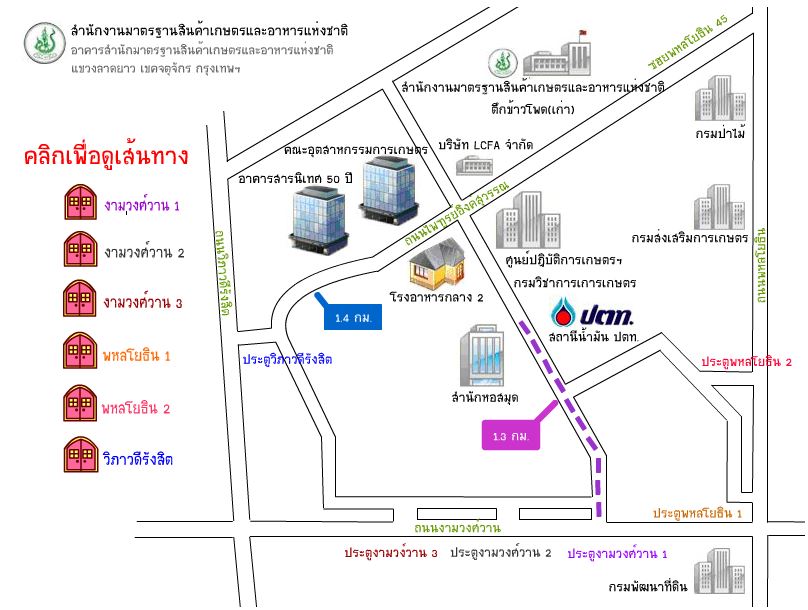 สำนักงานมาตรฐานสินค้าเกษตรและอาหารแห่งชาติ
อาคารสำนักมาตรฐานสินค้าเกษตรและอาหารแห่งชาติ
แขวงลาดยาว เขตจตุจักร กรุงเทพฯ
ซอยพหลโยธิน 45
สำนักงานมาตรฐานสินค้าเกษตรและอาหารแห่งชาติ
ตึกข้าวโพด(เก่า)
กรมป่าไม้
คลิกเพื่อดูเส้นทาง
คณะอุตสาหกรรมการเกษตร
บริษัท LCFA จำกัด
อาคารสารนิเทศ 50 ปี
งามวงศ์วาน 1
งามวงศ์วาน 2
งามวงศ์วาน 3
พหลโยธิน 1
พหลโยธิน 2
วิภาวดีรังสิต
ถนนวิภาวดีรังสิต
ถนนไพฑูรย์อิงคสุวรรณ
กรมส่งเสริมการเกษตร
ถนนพหลโยธิน
ศูนย์ปฏิบัติการเกษตรฯ
กรมวิชาการการเกษตร
โรงอาหารกลาง 2
1.4 กม.
ปตท.
สถานีน้ำมัน ปตท.
ประตูวิภาวดีรังสิต
ประตูพหลโยธิน 2
สำนักหอสมุด
1.3 กม.
ประตูพหลโยธิน 1
ถนนงามวงศ์วาน
ประตูงามวงว์วาน 3
ประตูงามวงศ์วาน 2
ประตูงามวงศ์วาน 1
กรมพัฒนาที่ดิน